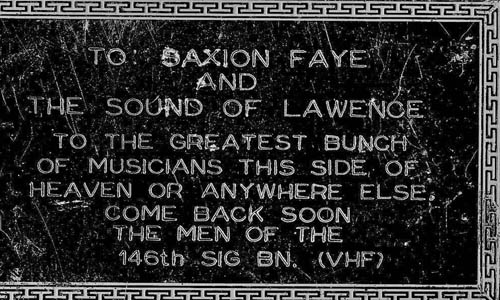 TO: SAXION FAYE
AND
THE SOUND OF LAWENCE
TO THE GREATEST BUNCH
OF MUSICIANS THIS SIDE OF
HEAVEN OR ANYWHERE ELSE.
COME BACK SOON
THE MEN OF THE
146th SIG BN. (VHF)